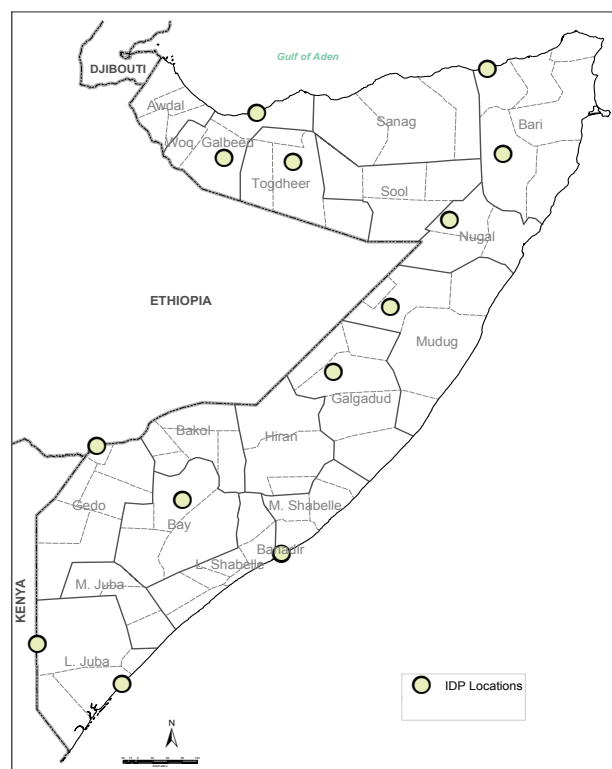 Gulf of Aden
DJIBOUTI
Awdal
Sanag
Bari
Woq Galbeed
Togdheer
Sool
Nugal
ETHIOPIA
Mudug
Galgadud
Bakol
Hiran
Gedo
M. Shabelle
Bay
Banadir
L. Shabelle
M. Juba
KENYA
L. Juba
IDP Locations
N